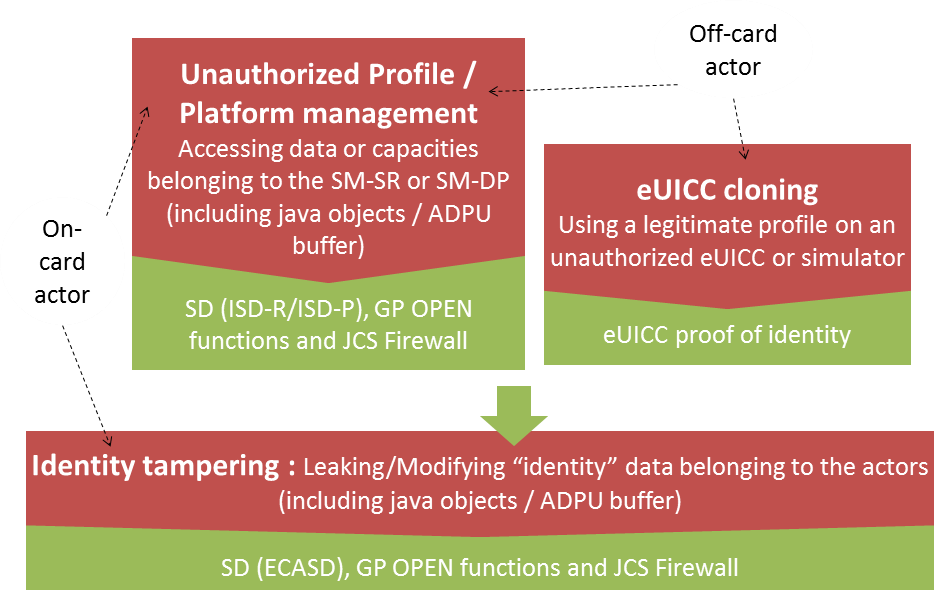 Off-card
actor
Unauthorized Profile /
Platform management
Accessing data or capacities
belonging to the SM-SR or SM-DP
(including java objects / ADPU
buffer)
SD (ISD-R/ISD-P), GP OPEN
functions and JCS Firewall
eUICC cloning
Using a legitimate profile on an
unauthorized eUICC or simulator
eUICC proof of identity
On-
card
actor
Identity tampering : Leaking/Modifying “identity” data belonging to the actors
(including java objects / ADPU buffer)
SD (ECASD), GP OPEN functions and JCS Firewall